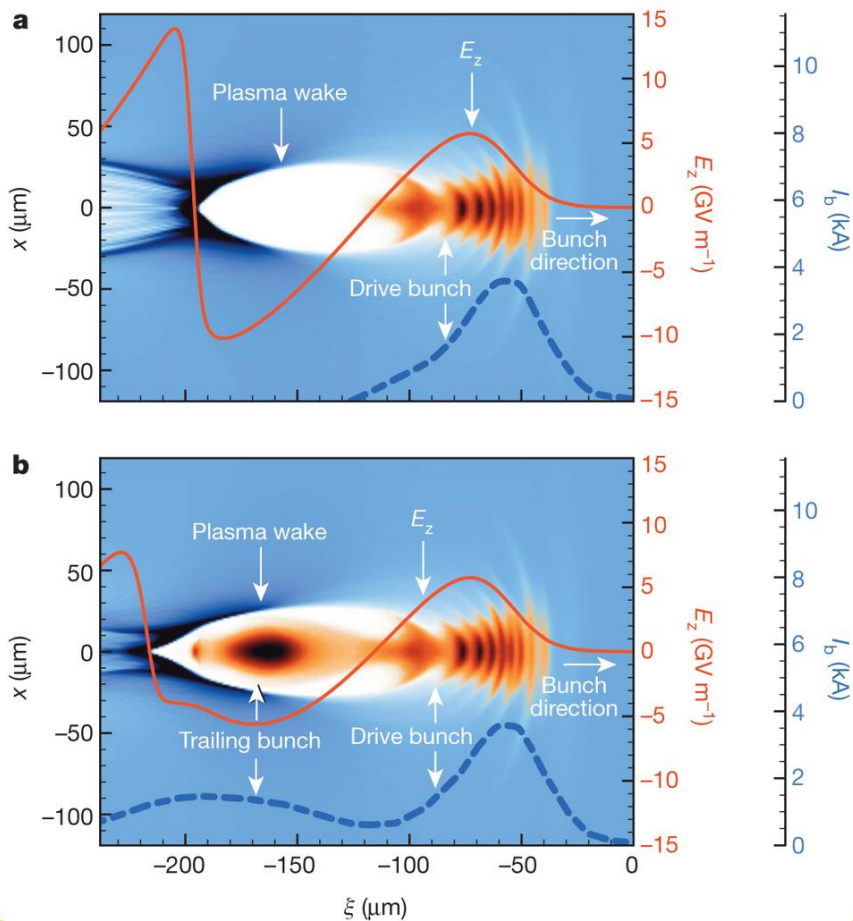 a
100
50
0
−50
−100
x (μm)
Plasma wake
E_z
Drive bunch
Bunch
direction
15
10
5
0
−5
−10
−15
E_z (GV m⁻¹)
10
8
6
4
2
0
I_b (kA)
b
100
50
0
−50
−100
x (μm)
Plasma wake
E_z
Trailing bunch
Drive bunch
Bunch
direction
15
10
5
0
−5
−10
−15
E_z (GV m⁻¹)
10
8
6
4
2
0
I_b (kA)
−200
−150
−100
−50
0
ξ (μm)